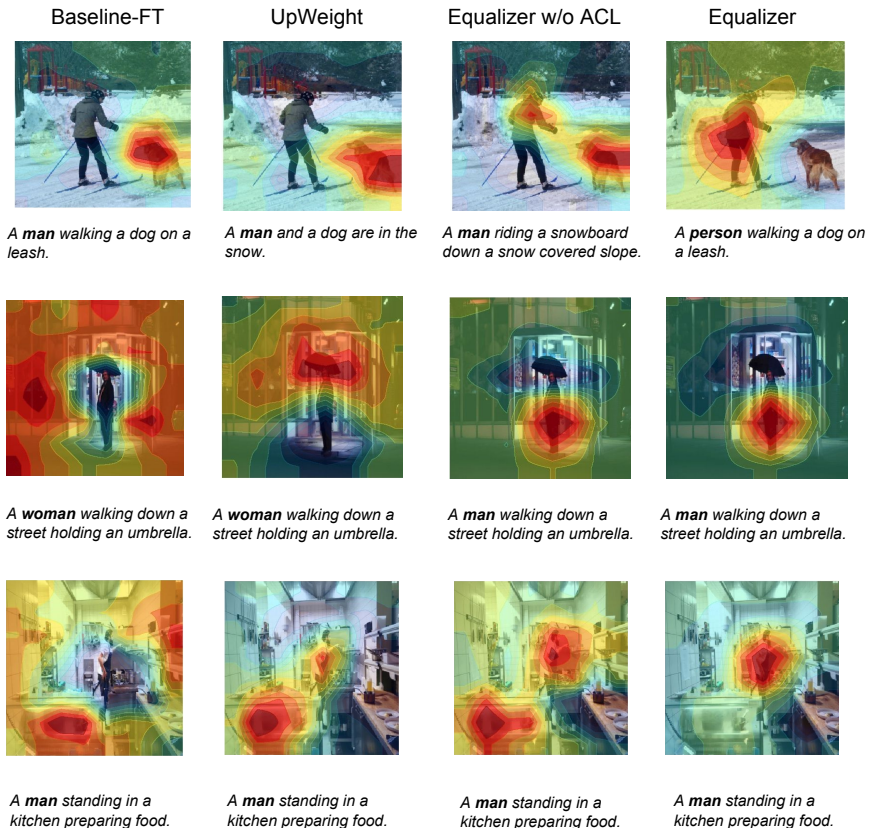 Baseline-FT UpWeight Equalizer w/o ACL Equalizer
A man walking a dog on a
leash.
A man and a dog are in the
snow.
A man riding a snowboard
down a snow covered slope.
A person walking a dog on
a leash.
A woman walking down a
street holding an umbrella.
A woman walking down a
street holding an umbrella.
A man walking down a
street holding an umbrella.
A man walking down a
street holding an umbrella.
A man standing in a
kitchen preparing food.
A man standing in a
kitchen preparing food.
A man standing in a
kitchen preparing food.
A man standing in a
kitchen preparing food.